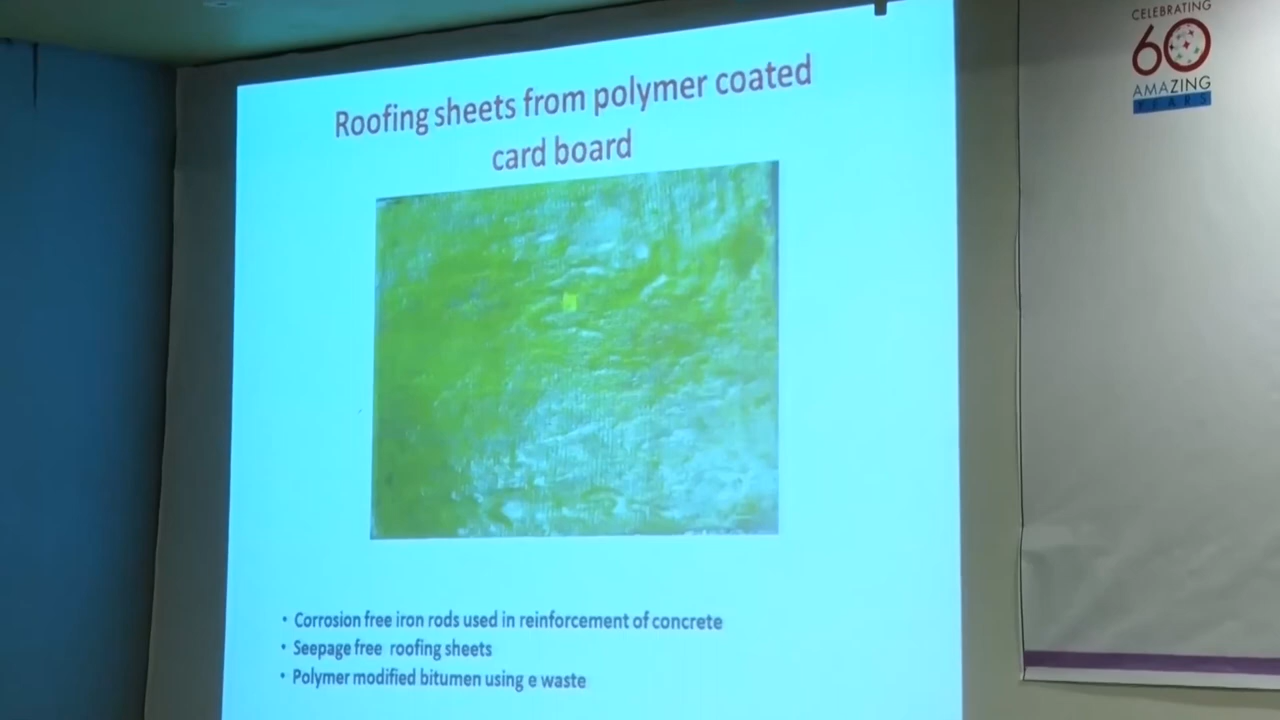 Roofing sheets from polymer coated
card board
• Corrosion free iron rods used in reinforcement of concrete
• Seepage free roofing sheets
• Polymer modified bitumen using e waste
CELEBRATING
60
AMAZING
YEARS